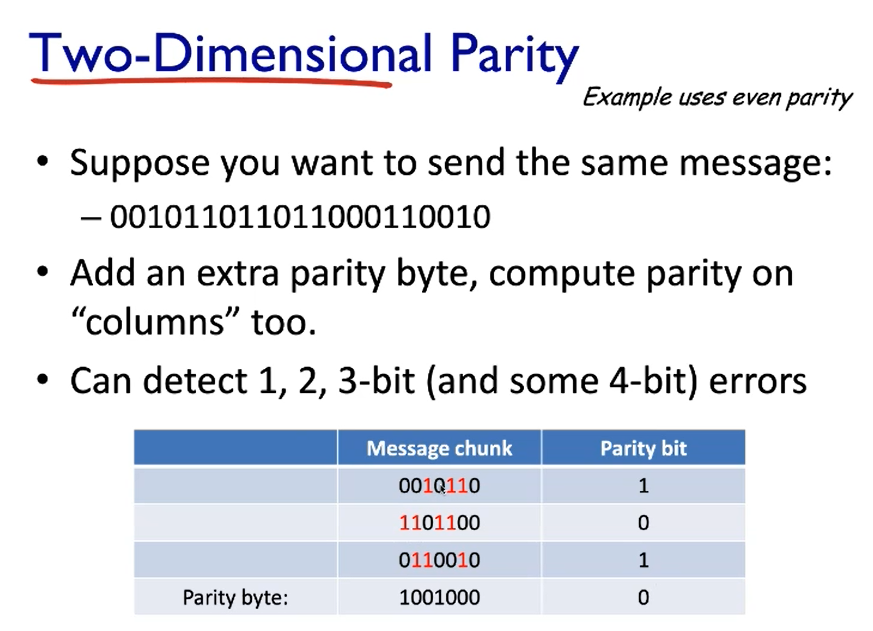 Two-Dimensional Parity
Example uses even parity
• Suppose you want to send the same message:
– 001011011011000110010
• Add an extra parity byte, compute parity on
“columns” too.
• Can detect 1, 2, 3-bit (and some 4-bit) errors
Message chunk Parity bit
0010110 1
1101100 0
0110010 1
Parity byte: 1001000 0